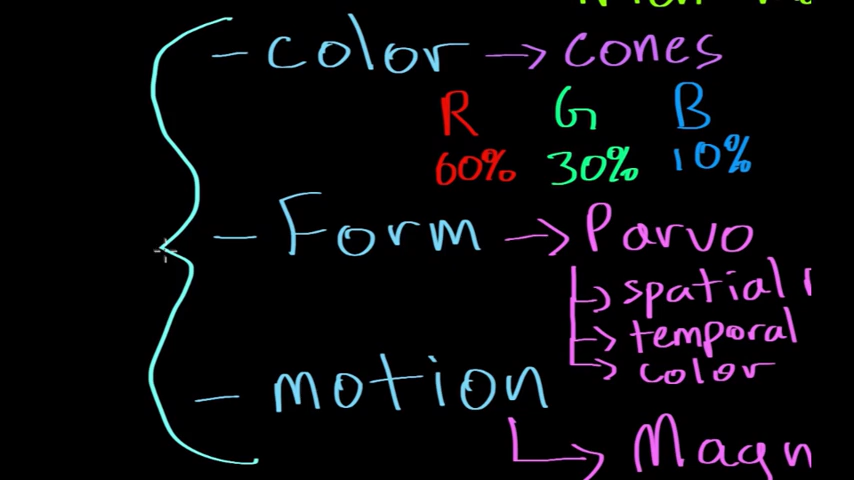 - color → cones
R G B
60% 30% 10%
- Form → Parvo
→ spatial
→ temporal
→ color
- motion
→ Magn